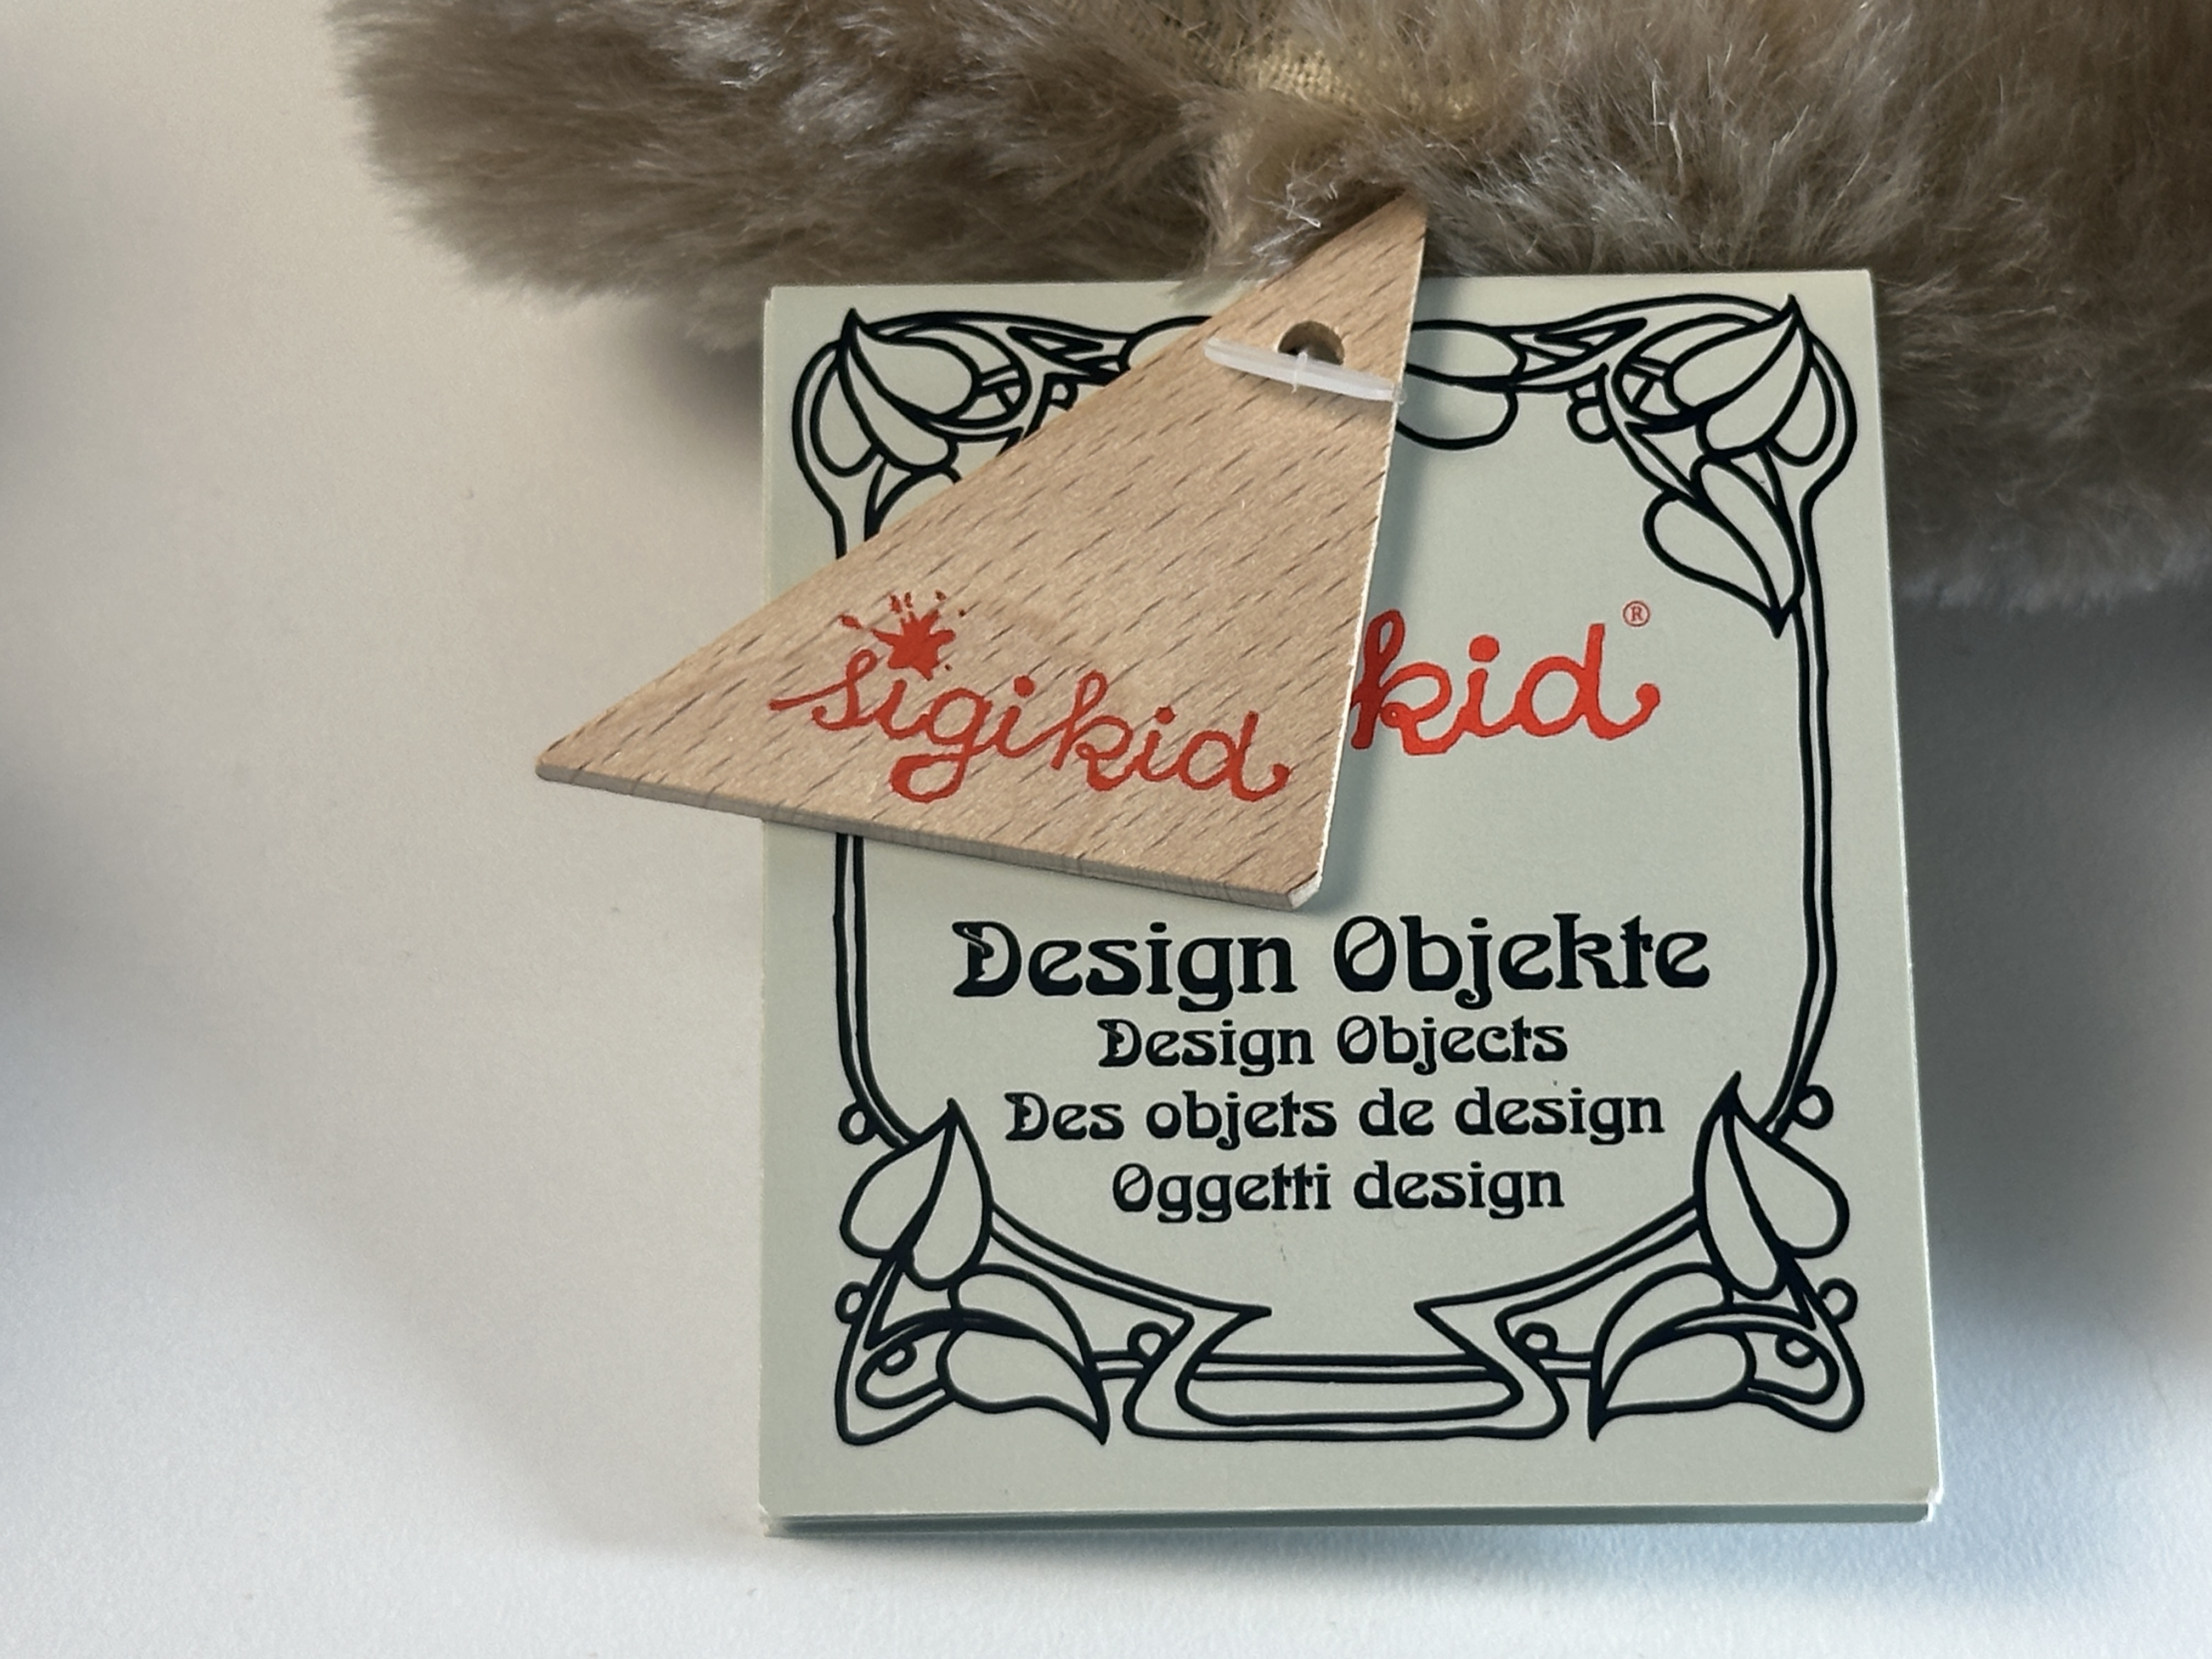 sigikid
kid®
Design Objekte
Design Objects
Des objets de design
Oggetti design